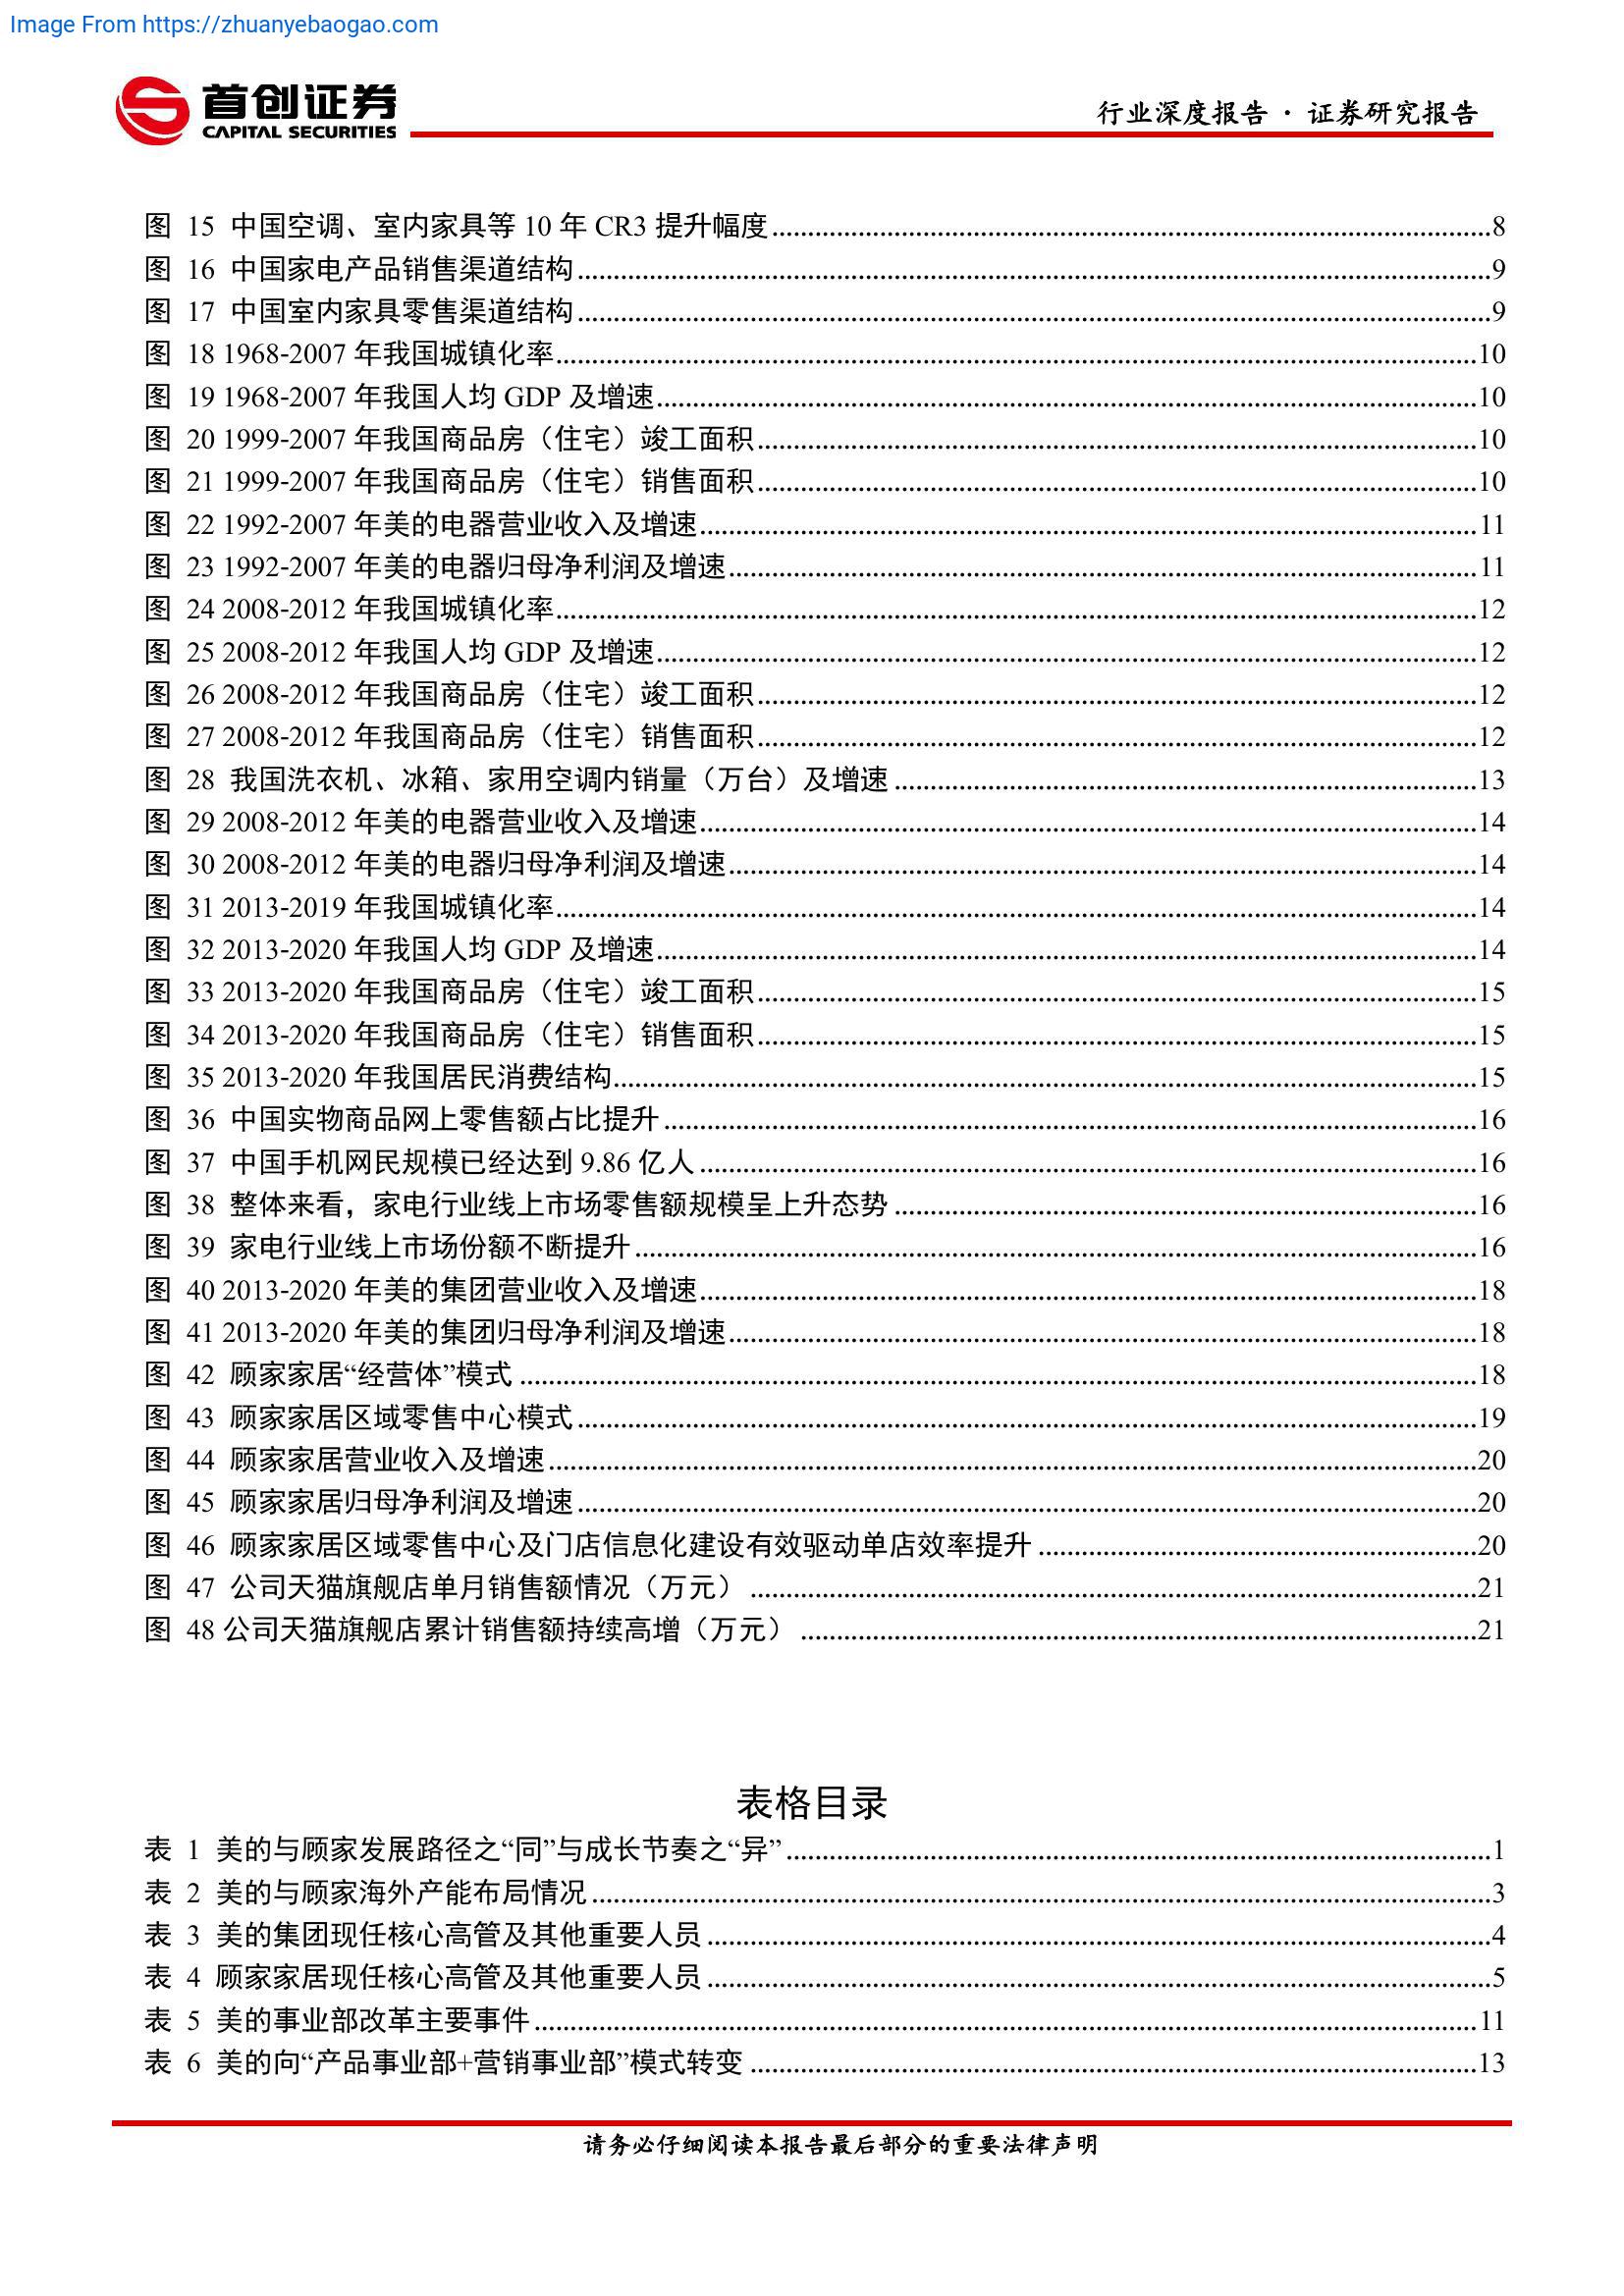 Image From https://zhuanyebaogao.com
首创证券
CAPITAL SECURITIES
行业深度报告 · 证券研究报告
图 15 中国空调、室内家具等 10 年 CR3 提升幅度 8
图 16 中国家电产品销售渠道结构 9
图 17 中国室内家具零售渠道结构 9
图 18 1968-2007 年我国城镇化率 10
图 19 1968-2007 年我国人均 GDP 及增速 10
图 20 1999-2007 年我国商品房（住宅）竣工面积 10
图 21 1999-2007 年我国商品房（住宅）销售面积 10
图 22 1992-2007 年美的电器营业收入及增速 11
图 23 1992-2007 年美的电器归母净利润及增速 11
图 24 2008-2012 年我国城镇化率 12
图 25 2008-2012 年我国人均 GDP 及增速 12
图 26 2008-2012 年我国商品房（住宅）竣工面积 12
图 27 2008-2012 年我国商品房（住宅）销售面积 12
图 28 我国洗衣机、冰箱、家用空调内销量（万台）及增速 13
图 29 2008-2012 年美的电器营业收入及增速 14
图 30 2008-2012 年美的电器归母净利润及增速 14
图 31 2013-2019 年我国城镇化率 14
图 32 2013-2020 年我国人均 GDP 及增速 14
图 33 2013-2020 年我国商品房（住宅）竣工面积 15
图 34 2013-2020 年我国商品房（住宅）销售面积 15
图 35 2013-2020 年我国居民消费结构 15
图 36 中国实物商品网上零售额占比提升 16
图 37 中国手机网民规模已经达到 9.86 亿人 16
图 38 整体来看，家电行业线上市场零售额规模呈上升态势 16
图 39 家电行业线上市场份额不断提升 16
图 40 2013-2020 年美的集团营业收入及增速 18
图 41 2013-2020 年美的集团归母净利润及增速 18
图 42 顾家家居“经营体”模式 18
图 43 顾家家居区域零售中心模式 19
图 44 顾家家居营业收入及增速 20
图 45 顾家家居归母净利润及增速 20
图 46 顾家家居区域零售中心及门店信息化建设有效驱动单店效率提升 20
图 47 公司天猫旗舰店单月销售额情况（万元） 21
图 48 公司天猫旗舰店累计销售额持续高增（万元） 21
表格目录
表 1 美的与顾家发展路径之“同”与成长节奏之“异” 1
表 2 美的与顾家海外产能布局情况 3
表 3 美的集团现任核心高管及其他重要人员 4
表 4 顾家家居现任核心高管及其他重要人员 5
表 5 美的事业部改革主要事件 11
表 6 美的向“产品事业部+营销事业部”模式转变 13
请务必仔细阅读本报告最后部分的重要法律声明